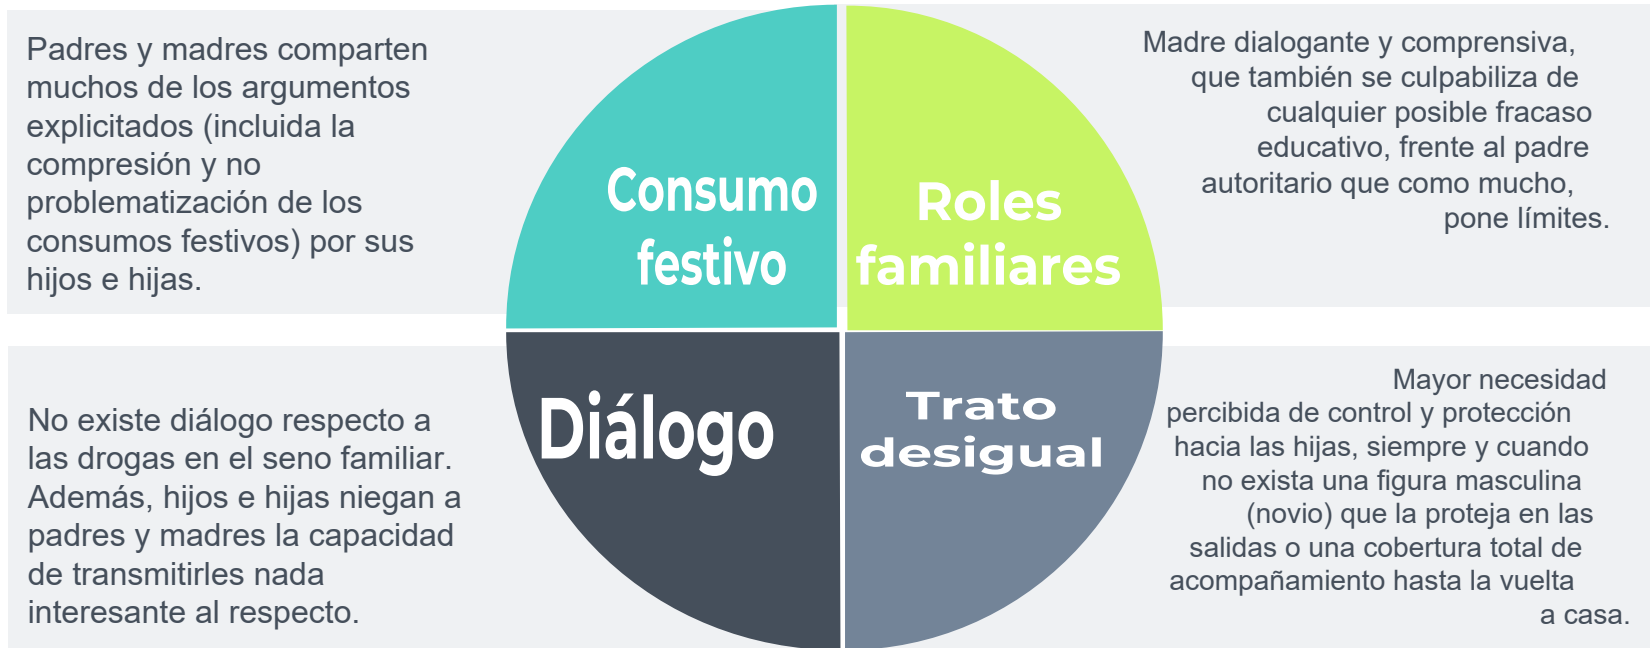 Padres y madres comparten
muchos de los argumentos
explicitados (incluida la
compresión y no
problematización de los
consumos festivos) por sus
hijos e hijas.
Consumo
festivo
Roles
familiares
Madre dialogante y comprensiva,
que también se culpabiliza de
cualquier posible fracaso
educativo, frente al padre
autoritario que como mucho,
pone límites.
No existe diálogo respecto a
las drogas en el seno familiar.
Además, hijos e hijas niegan a
padres y madres la capacidad
de transmitirles nada
interesante al respecto.
Diálogo
Trato
desigual
Mayor necesidad
percibida de control y protección
hacia las hijas, siempre y cuando
no exista una figura masculina
(novio) que la proteja en las
salidas o una cobertura total de
acompañamiento hasta la vuelta
a casa.